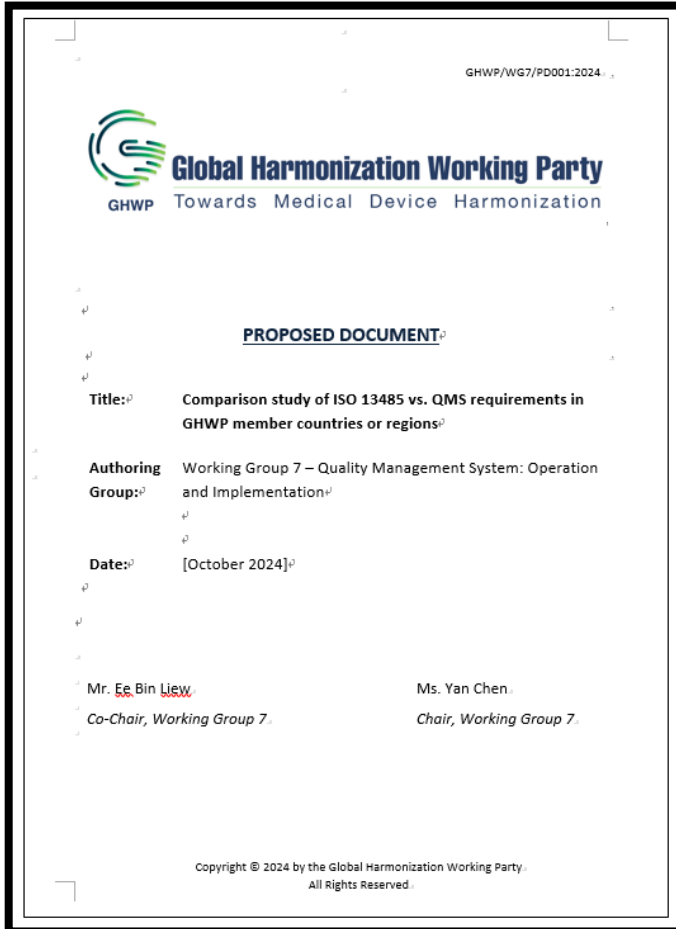 GHWP/WG7/PD001:2024
Global Harmonization Working Party
GHWP
Towards Medical Device Harmonization
PROPOSED DOCUMENT
Title: Comparison study of ISO 13485 vs. QMS requirements in
GHWP member countries or regions
Authoring Working Group 7 – Quality Management System: Operation
Group: and Implementation
Date: [October 2024]
Mr. Ee Bin Liew Ms. Yan Chen
Co-Chair, Working Group 7 Chair, Working Group 7
Copyright © 2024 by the Global Harmonization Working Party
All Rights Reserved